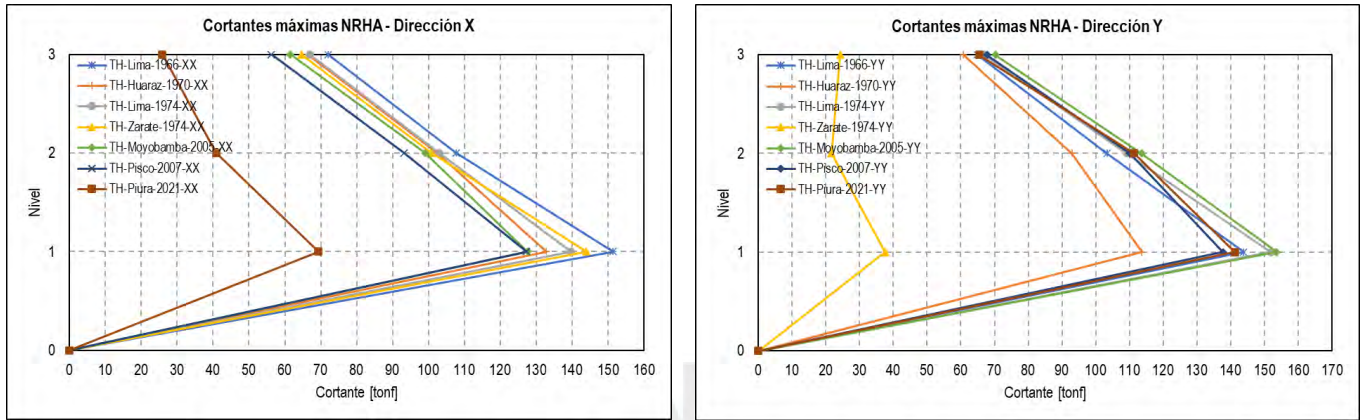 Cortantes máximas NRHA - Dirección X
3
2
1
0
Nivel
TH-Lima-1966-XX
TH-Huaraz-1970-XX
TH-Lima-1974-XX
TH-Zarate-1974-XX
TH-Moyobamba-2005-XX
TH-Pisco-2007-XX
TH-Piura-2021-XX
0 10 20 30 40 50 60 70 80 90 100 110 120 130 140 150 160
Cortante [tonf]
Cortantes máximas NRHA - Dirección Y
3
2
1
0
Nivel
TH-Lima-1966-YY
TH-Huaraz-1970-YY
TH-Lima-1974-YY
TH-Zarate-1974-YY
TH-Moyobamba-2005-YY
TH-Pisco-2007-YY
TH-Piura-2021-YY
0 10 20 30 40 50 60 70 80 90 100 110 120 130 140 150 160 170
Cortante [tonf]